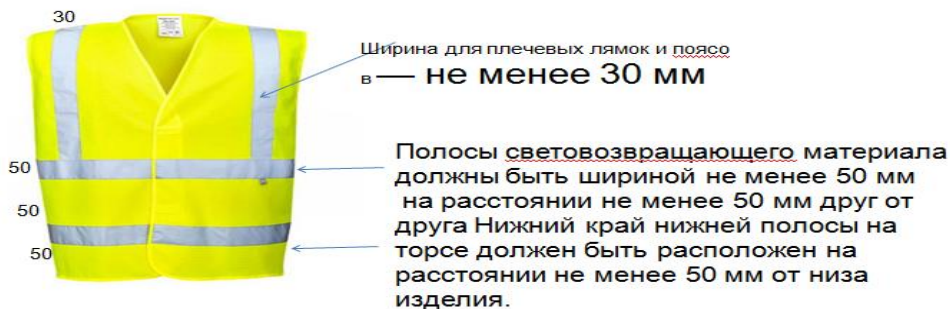 30
Ширина для плечевых лямок и поясо
в — не менее 30 мм
50
Полосы световозвращающего материала
должны быть шириной не менее 50 мм
на расстоянии не менее 50 мм друг от
50
друга Нижний край нижней полосы на
торсе должен быть расположен на
50
расстоянии не менее 50 мм от низа
изделия.